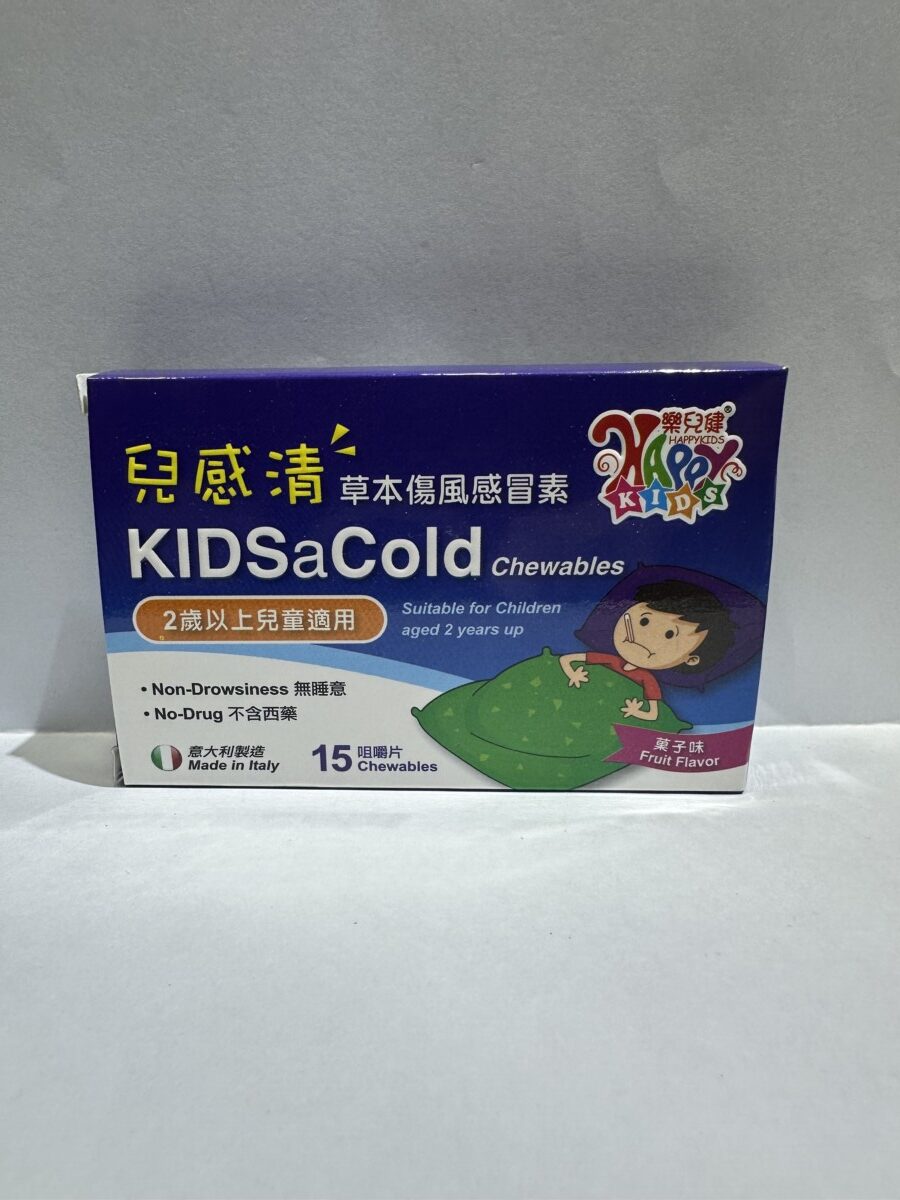 樂兒健®
HAPPYKIDS
HAPPY
KIDS
兒感清 草本傷風感冒素
KIDSaCold Chewables
2歲以上兒童適用
Suitable for Children
aged 2 years up
• Non-Drowsiness 無睡意
• No-Drug 不含西藥
意大利製造
Made in Italy
15 咀嚼片
Chewables
菓子味
Fruit Flavor